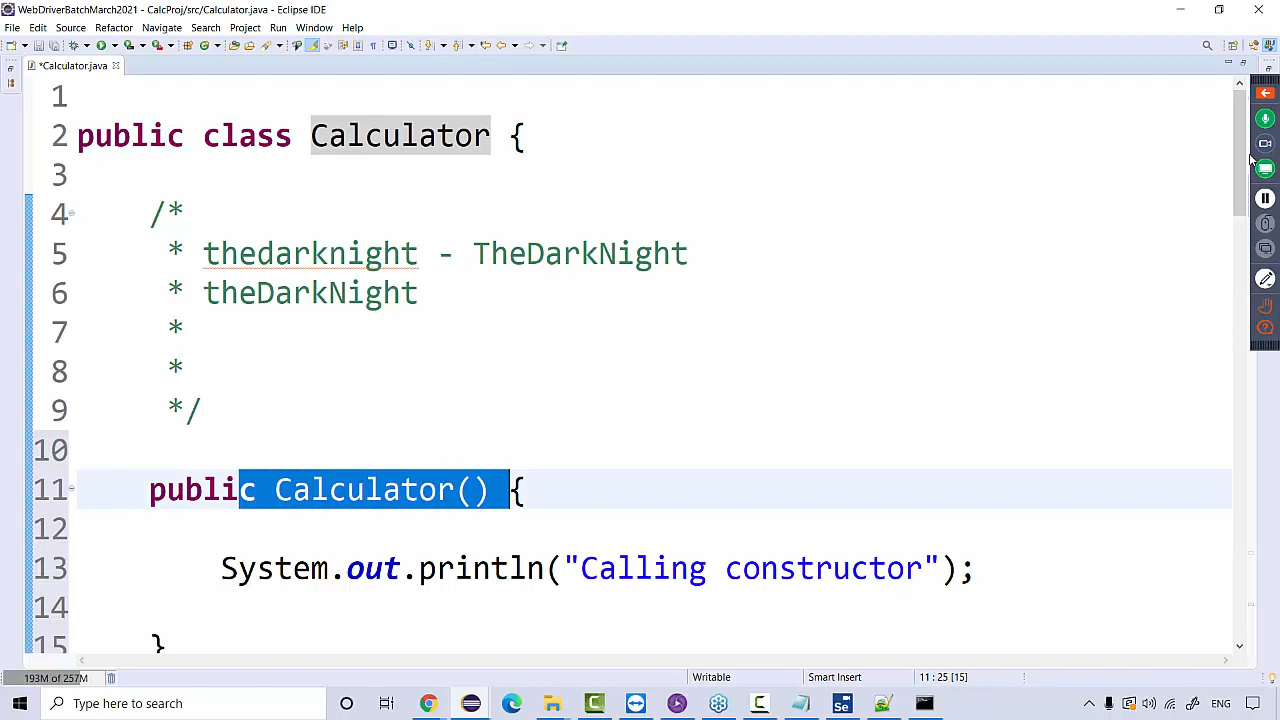 WebDriverBatchMarch2021 - CalcProj/src/Calculator.java - Eclipse IDE
File Edit Source Refactor Navigate Search Project Run Window Help
*Calculator.java
1
2 public class Calculator {
3
4 /*
5 * thedarknight - TheDarkNight
6 * theDarkNight
7 *
8 *
9 */
10
11 public Calculator() {
12
13 System.out.println("Calling constructor");
14
15 }
193M of 257M Writable Smart Insert 11 : 25 [15]
Type here to search ENG